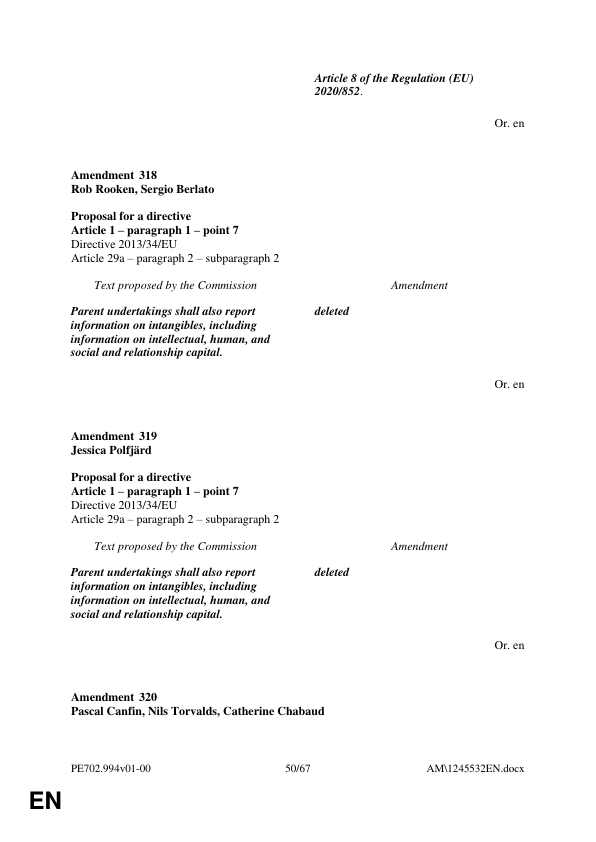 Article 8 of the Regulation (EU)
2020/852.
Or. en
Amendment 318
Rob Rooken, Sergio Berlato
Proposal for a directive
Article 1 – paragraph 1 – point 7
Directive 2013/34/EU
Article 29a – paragraph 2 – subparagraph 2
Text proposed by the Commission Amendment
Parent undertakings shall also report deleted
information on intangibles, including
information on intellectual, human, and
social and relationship capital.
Or. en
Amendment 319
Jessica Polfjärd
Proposal for a directive
Article 1 – paragraph 1 – point 7
Directive 2013/34/EU
Article 29a – paragraph 2 – subparagraph 2
Text proposed by the Commission Amendment
Parent undertakings shall also report deleted
information on intangibles, including
information on intellectual, human, and
social and relationship capital.
Or. en
Amendment 320
Pascal Canfin, Nils Torvalds, Catherine Chabaud
PE702.994v01-00 50/67 AM\1245532EN.docx
EN